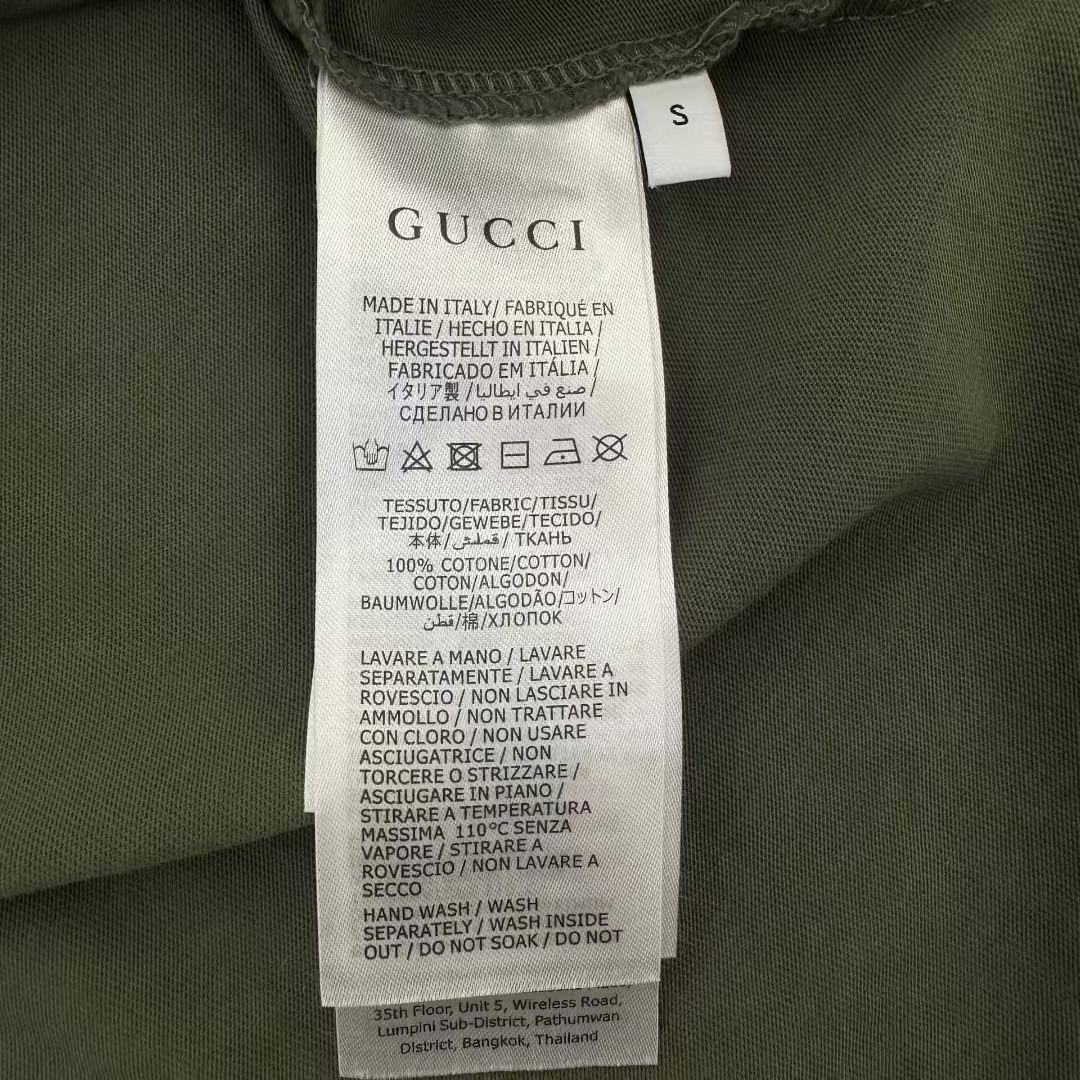 S
GUCCI
MADE IN ITALY/ FABRIQUÉ EN
ITALIE / HECHO EN ITALIA /
HERGESTELLT IN ITALIEN /
FABRICADO EM ITÁLIA /
イタリア製 /صنع في ايطاليا /
СДЕЛАНО В ИТАЛИИ
TESSUTO/FABRIC/TISSU/
TEJIDO/GEWEBE/TECIDO/
本体/ / ТКАНЬ
100% COTONE/COTTON/
COTON/ALGODON/
BAUMWOLLE/ALGODÃO/コットン/
قطن/棉/ХЛОПОК
LAVARE A MANO / LAVARE
SEPARATAMENTE / LAVARE A
ROVESCIO / NON LASCIARE IN
AMMOLLO / NON TRATTARE
CON CLORO / NON USARE
ASCIUGATRICE / NON
TORCERE O STRIZZARE /
ASCIUGARE IN PIANO /
STIRARE A TEMPERATURA
MASSIMA 110°C SENZA
VAPORE / STIRARE A
ROVESCIO / NON LAVARE A
SECCO
HAND WASH / WASH
SEPARATELY / WASH INSIDE
OUT / DO NOT SOAK / DO NOT
35th Floor, Unit 5, Wireless Road,
Lumpini Sub-District, Pathumwan
District, Bangkok, Thailand